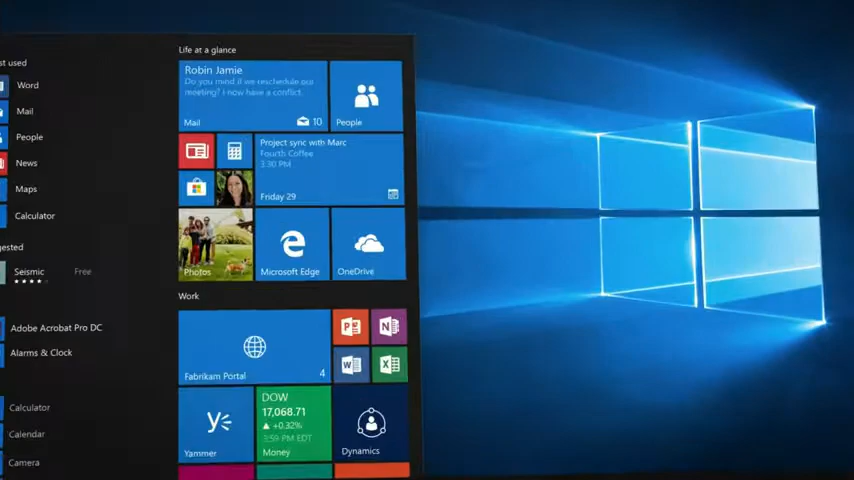 st used
Word
Mail
People
News
Maps
Calculator
gested
Seismic Free
Adobe Acrobat Pro DC
Alarms & Clock
Calculator
Calendar
Camera
Life at a glance
Robin Jamie
Do you mind if we reschedule our
meeting? I now have a conflict.
Mail 10
People
Project sync with Marc
Fourth Coffee
3:30 PM
Friday 29
Photos
Microsoft Edge
OneDrive
Work
Fabrikam Portal 4
P
N
W
X
Yammer
DOW
17,068.71
▲ +0.32%
3:59 PM EDT
Money
Dynamics